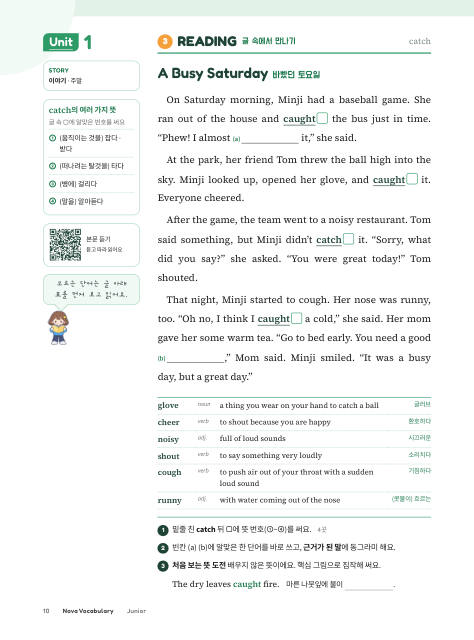 Unit 1
STORY
이야기 · 주말
catch의 여러 가지 뜻
글 속 □에 알맞은 번호를 써요
1 (움직이는 것을) 잡다 · 받다
2 (떠나려는 탈것을) 타다
3 (병에) 걸리다
4 (말을) 알아듣다
본문 듣기
듣고 따라 읽어요
모르는 단어는 글 아래
표를 먼저 보고 읽어요.
3 READING 글 속에서 만나기
catch
A Busy Saturday 바빴던 토요일
On Saturday morning, Minji had a baseball game. She
ran out of the house and caught□ the bus just in time.
“Phew! I almost (a) ____________ it,” she said.
At the park, her friend Tom threw the ball high into the
sky. Minji looked up, opened her glove, and caught□ it.
Everyone cheered.
After the game, the team went to a noisy restaurant. Tom
said something, but Minji didn’t catch□ it. “Sorry, what
did you say?” she asked. “You were great today!” Tom
shouted.
That night, Minji started to cough. Her nose was runny,
too. “Oh no, I think I caught□ a cold,” she said. Her mom
gave her some warm tea. “Go to bed early. You need a good
(b) ____________,” Mom said. Minji smiled. “It was a busy
day, but a great day.”
glove noun a thing you wear on your hand to catch a ball 글러브
cheer verb to shout because you are happy 환호하다
noisy adj. full of loud sounds 시끄러운
shout verb to say something very loudly 소리치다
cough verb to push air out of your throat with a sudden 기침하다
loud sound
runny adj. with water coming out of the nose (콧물이) 흐르는
1 밑줄 친 catch 뒤 □에 뜻 번호(①~④)를 써요. 4곳
2 빈칸 (a) (b)에 알맞은 한 단어를 바로 쓰고, 근거가 된 말에 동그라미 해요.
3 처음 보는 뜻 도전 배우지 않은 뜻이에요. 핵심 그림으로 짐작해 써요.
The dry leaves caught fire. 마른 나뭇잎에 불이 __________.
10 Nova Vocabulary Junior